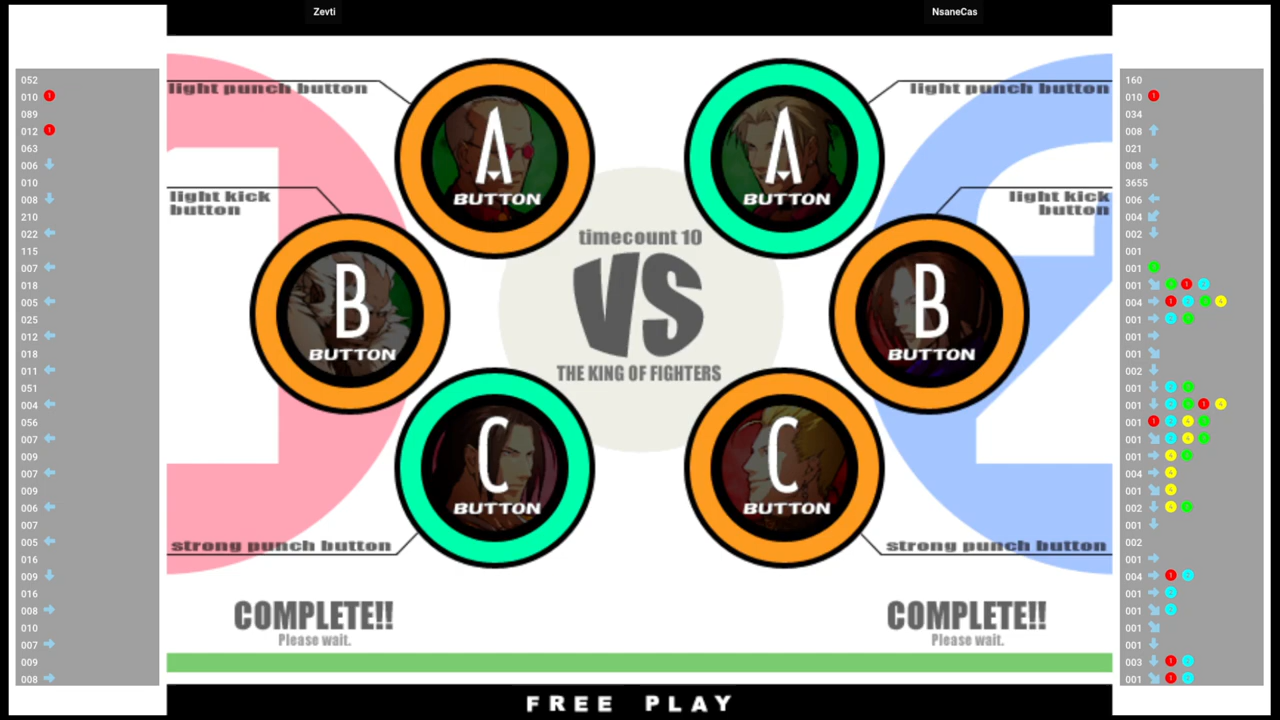 Zevti
NsaneCas
052
010 1
089
012 1
063
006
010
008
210
022
115
007
018
005
025
012
018
011
051
004
056
007
009
007
009
006
007
005
016
009
016
008
010
007
009
008
light punch button
A
BUTTON
light kick
button
B
BUTTON
C
BUTTON
strong punch button
COMPLETE!!
Please wait.
timecount 10
VS
THE KING OF FIGHTERS
1
2
light punch button
A
BUTTON
light kick
button
B
BUTTON
C
BUTTON
strong punch button
COMPLETE!!
Please wait.
FREE PLAY
160
010 1
034
008
021
008
3655
006
004
002
001
001
001
004
001
001
001
002
001
001
001
001
001
004
001
002
001
002
001
004
001
001
001
001
003
001